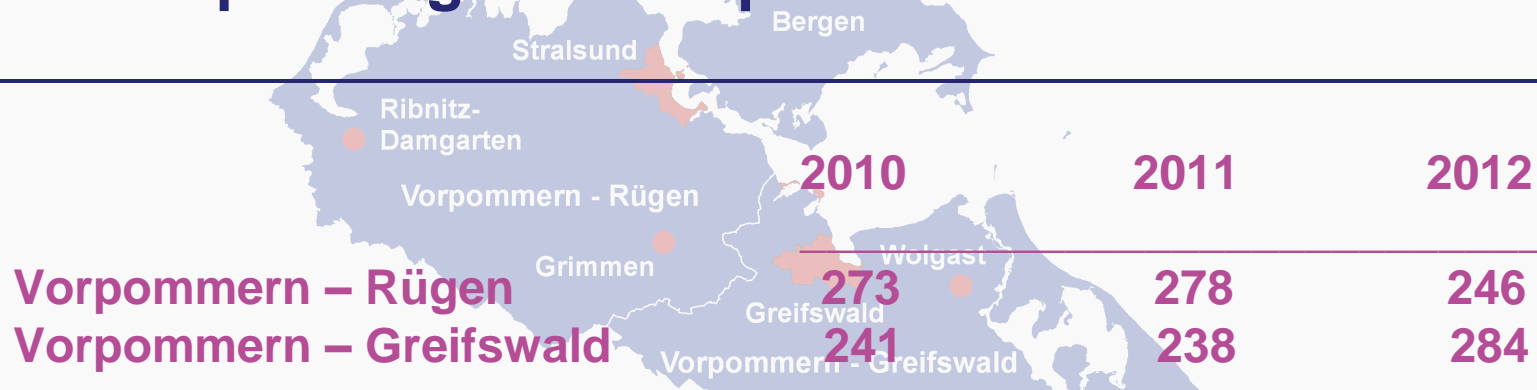 Bergen
Stralsund
Ribnitz-
Damgarten
2010 2011 2012
Vorpommern - Rügen
Wolgast
Grimmen
Vorpommern – Rügen 273 278 246
Greifswald
Vorpommern – Greifswald 241 238 284
Vorpommern - Greifswald